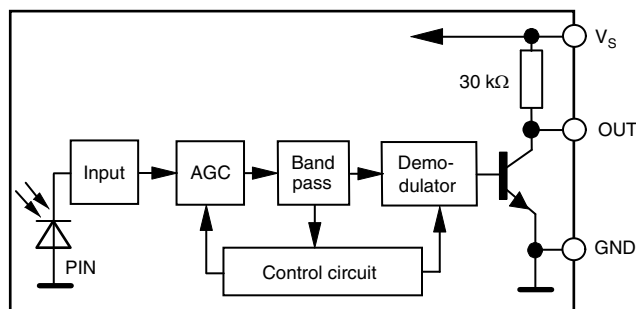 V_S
30 kΩ
OUT
Input
AGC
Band
pass
Demo-
dulator
GND
PIN
Control circuit